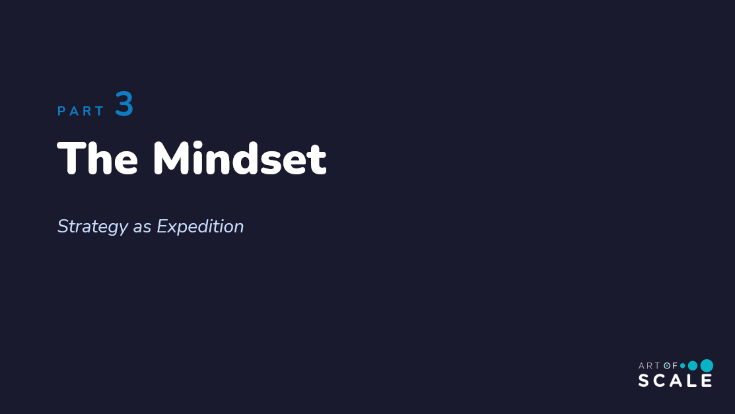 PART 3
The Mindset
Strategy as Expedition
ART OF
SCALE